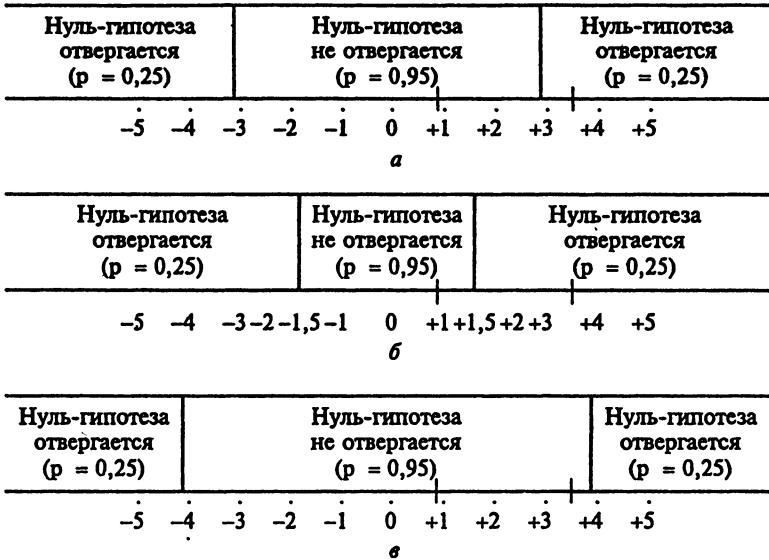 Нуль-гипотеза отвергается (p = 0,25)
Нуль-гипотеза не отвергается (p = 0,95)
Нуль-гипотеза отвергается (p = 0,25)
–5 –4 –3 –2 –1 0 +1 +2 +3 +4 +5
а
Нуль-гипотеза отвергается (p = 0,25)
Нуль-гипотеза не отвергается (p = 0,95)
Нуль-гипотеза отвергается (p = 0,25)
–5 –4 –3 –2 –1,5 –1 0 +1 +1,5 +2 +3 +4 +5
б
Нуль-гипотеза отвергается (p = 0,25)
Нуль-гипотеза не отвергается (p = 0,95)
Нуль-гипотеза отвергается (p = 0,25)
–5 –4 –3 –2 –1 0 +1 +2 +3 +4 +5
в